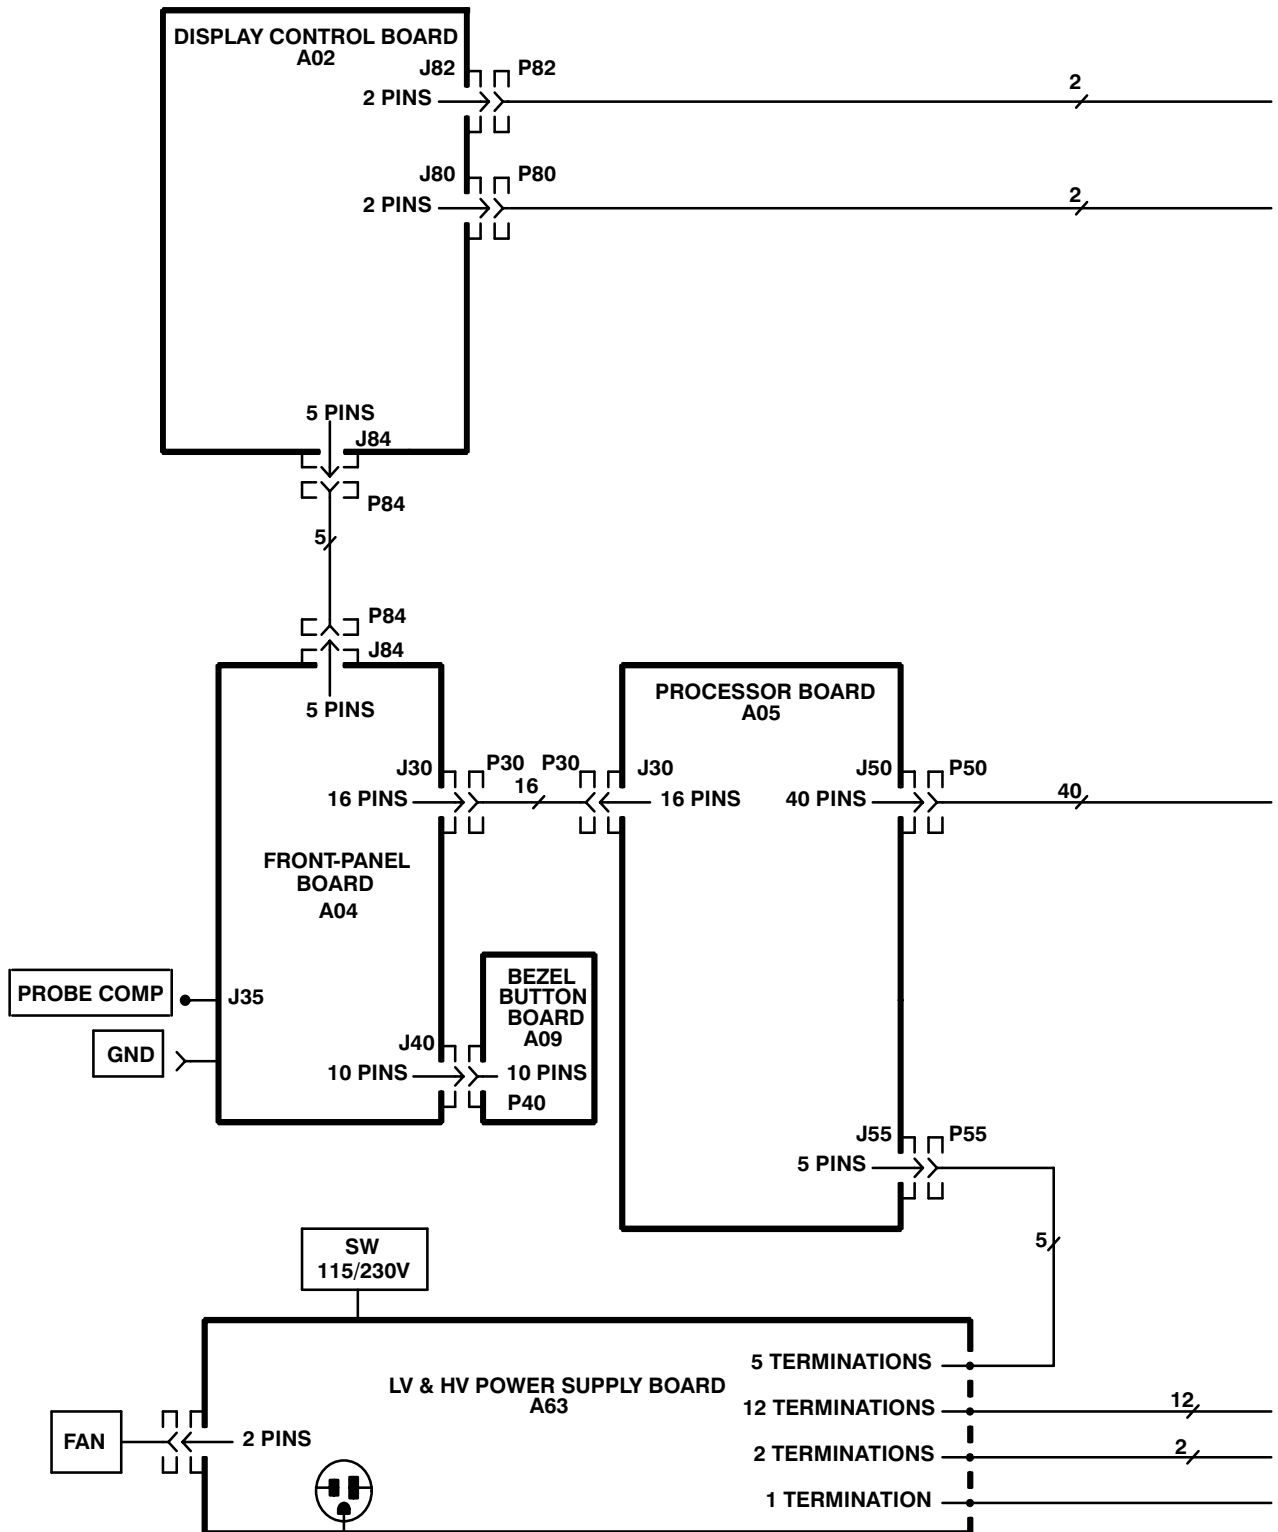 DISPLAY CONTROL BOARD
A02
J82
P82
2 PINS
2
J80
P80
2 PINS
2
5 PINS
J84
P84
5
P84
J84
5 PINS
PROCESSOR BOARD
A05
J30
P30
P30
J30
J50
P50
16 PINS
16
16 PINS
40 PINS
40
FRONT-PANEL
BOARD
A04
PROBE COMP
J35
GND
BEZEL
BUTTON
BOARD
A09
J40
10 PINS
10 PINS
P40
J55
P55
5 PINS
5
SW
115/230V
5 TERMINATIONS
LV & HV POWER SUPPLY BOARD
A63
12 TERMINATIONS
12
FAN
2 PINS
2 TERMINATIONS
2
1 TERMINATION